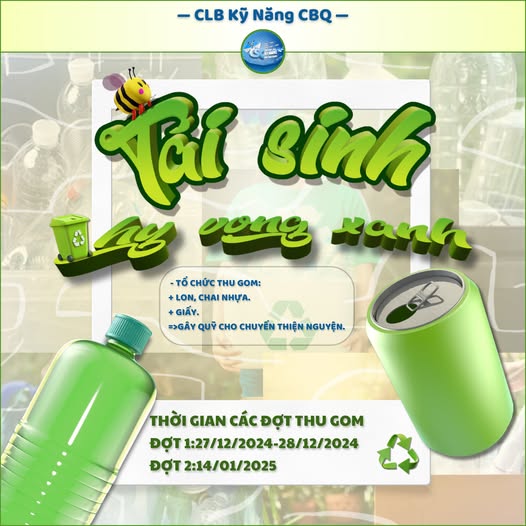 — CLB Kỹ Năng CBQ —
Tái sinh
hy vọng xanh
- TỔ CHỨC THU GOM:
+ LON, CHAI NHỰA.
+ GIẤY.
=>GÂY QUỸ CHO CHUYẾN THIỆN NGUYỆN.
THỜI GIAN CÁC ĐỢT THU GOM
ĐỢT 1:27/12/2024-28/12/2024
ĐỢT 2:14/01/2025